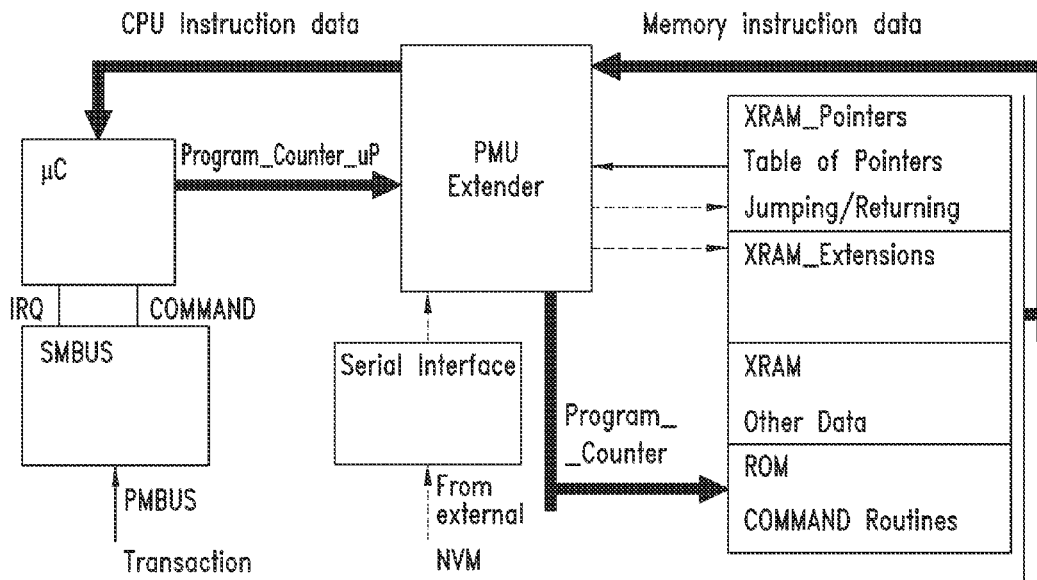 CPU Instruction data
Memory instruction data
µC
Program_Counter_uP
PMU
Extender
XRAM_Pointers
Table of Pointers
Jumping/Returning
XRAM_Extensions
IRQ
COMMAND
SMBUS
Serial Interface
XRAM
Other Data
Program_
_Counter
ROM
COMMAND Routines
PMBUS
Transaction
From
external
NVM